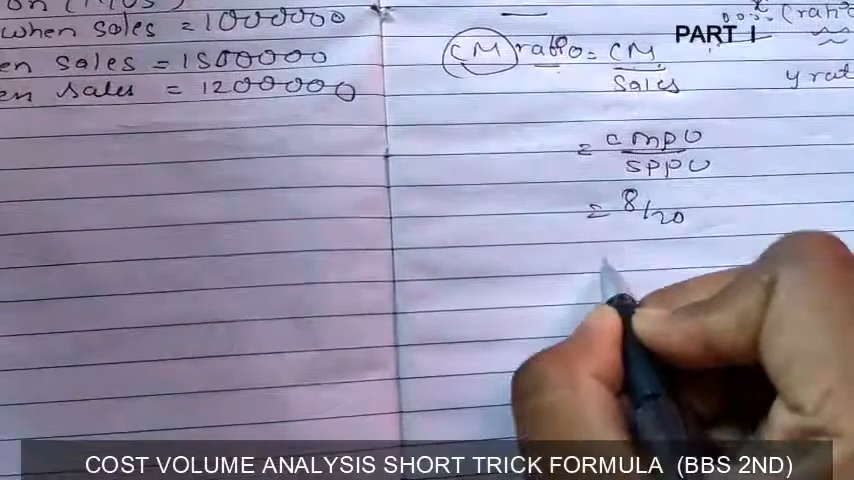 when sales = 1000000
en sales = 1500000
en sales = 1200000
PART I
CM ratio = CM
Sales
= cmpu
sppu
= 8/20
y rat
COST VOLUME ANALYSIS SHORT TRICK FORMULA (BBS 2ND)